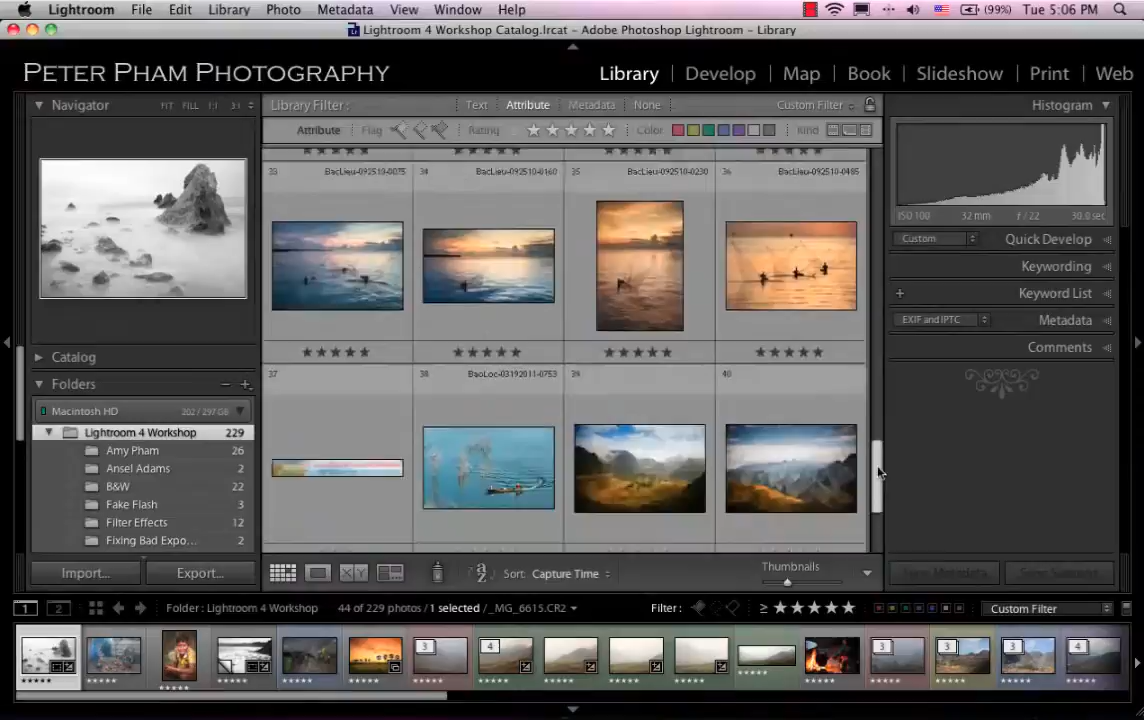 Lightroom File Edit Library Photo Metadata View Window Help (99%) Tue 5:06 PM
Lightroom 4 Workshop Catalog.lrcat - Adobe Photoshop Lightroom - Library
PETER PHAM PHOTOGRAPHY
Library | Develop | Map | Book | Slideshow | Print | Web
Navigator FIT FILL 1:1 3:1
Library Filter : Text Attribute Metadata None Custom Filter
Histogram
Attribute Flag Rating Color Kind
33 BacLieu-092510-0075
34 BacLieu-092510-0160
35 BacLieu-092510-0230
36 BacLieu-092510-0485
ISO 100 32 mm f / 22 30.0 sec
Custom Quick Develop
Keywording
+ Keyword List
EXIF and IPTC Metadata
Comments
Catalog
Folders − +
Macintosh HD 202 / 297 GB
Lightroom 4 Workshop 229
Amy Pham 26
Ansel Adams 2
B&W 22
Fake Flash 3
Filter Effects 12
Fixing Bad Expo... 2
37
38 BaoLoc-03192011-0753
39
40
Import... Export...
Sort: Capture Time
Thumbnails
1 2 Folder : Lightroom 4 Workshop 44 of 229 photos / 1 selected / _MG_6615.CR2 Filter : ≥ ★★★★★ Custom Filter
3
4
3
3
3
4